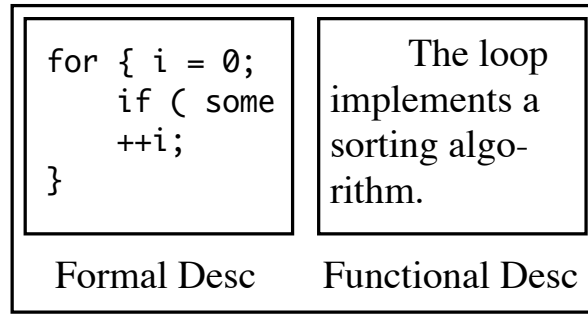 for { i = 0;
if ( some
++i;
}
The loop
implements a
sorting algo-
rithm.
Formal Desc
Functional Desc